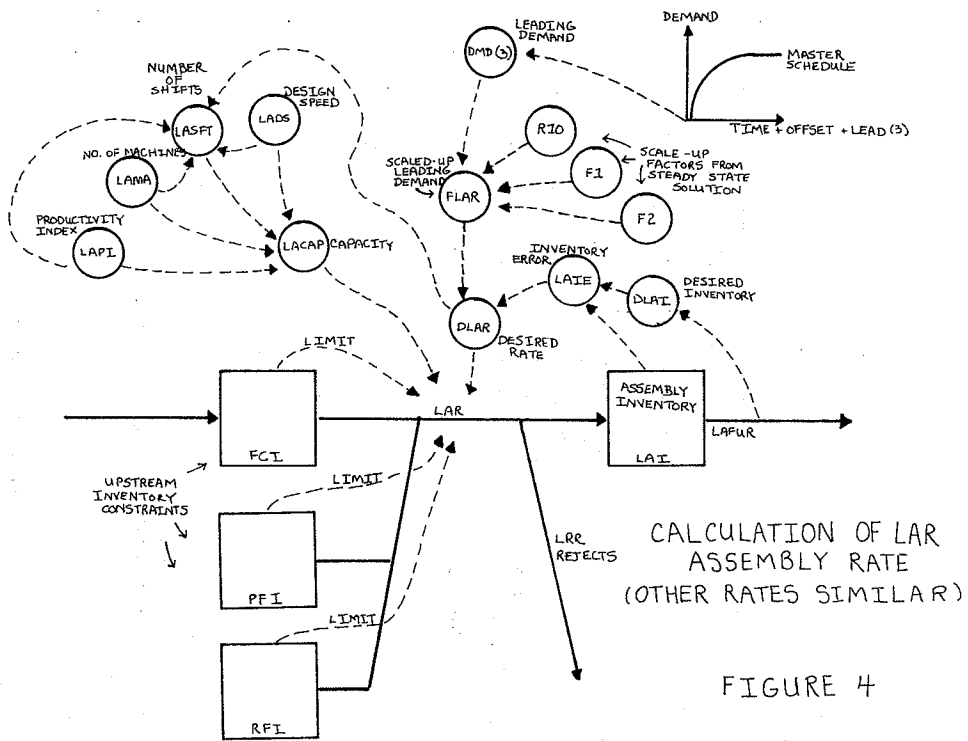 DEMAND
MASTER
SCHEDULE
TIME + OFFSET + LEAD (3)
LEADING
DEMAND
DMD (3)
NUMBER
OF
SHIFTS
LASFT
DESIGN
SPEED
LADS
NO. OF MACHINES
LAMA
PRODUCTIVITY
INDEX
LAPI
LACAP
CAPACITY
SCALED-UP
LEADING
DEMAND
FLAR
RIO
F1
F2
SCALE-UP
FACTORS FROM
STEADY STATE
SOLUTION
INVENTORY
ERROR
LAIE
DLAI
DESIRED
INVENTORY
DLAR
DESIRED
RATE
LIMIT
FCI
LAR
ASSEMBLY
INVENTORY
LAI
LAFUR
UPSTREAM
INVENTORY
CONSTRAINTS
LIMIT
PFI
LIMIT
RFI
LRR
REJECTS
CALCULATION OF LAR
ASSEMBLY RATE
(OTHER RATES SIMILAR)
FIGURE 4